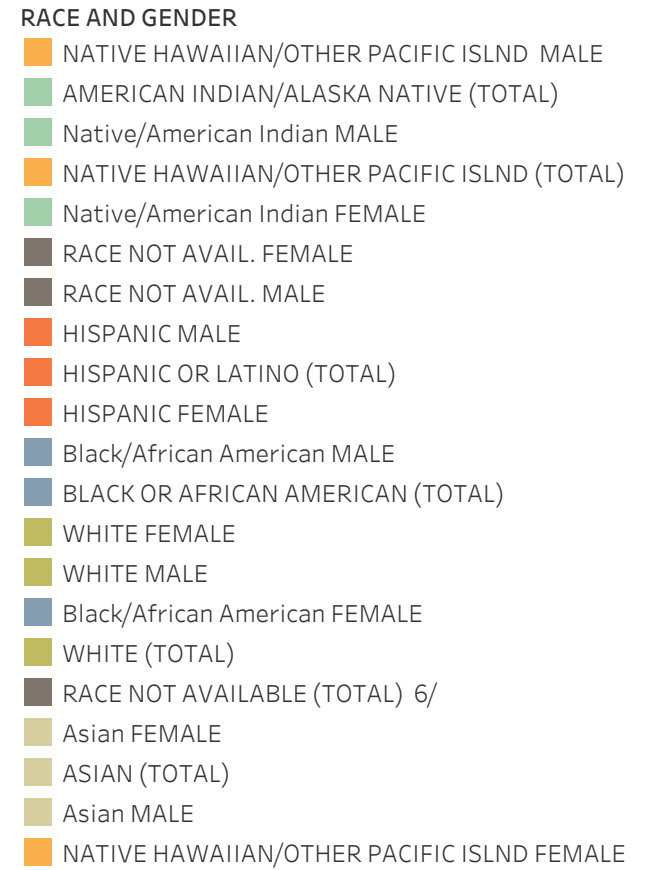 RACE AND GENDER
NATIVE HAWAIIAN/OTHER PACIFIC ISLND  MALE
AMERICAN INDIAN/ALASKA NATIVE (TOTAL)
Native/American Indian MALE
NATIVE HAWAIIAN/OTHER PACIFIC ISLND (TOTAL)
Native/American Indian FEMALE
RACE NOT AVAIL. FEMALE
RACE NOT AVAIL. MALE
HISPANIC MALE
HISPANIC OR LATINO (TOTAL)
HISPANIC FEMALE
Black/African American MALE
BLACK OR AFRICAN AMERICAN (TOTAL)
WHITE FEMALE
WHITE MALE
Black/African American FEMALE
WHITE (TOTAL)
RACE NOT AVAILABLE (TOTAL)  6/
Asian FEMALE
ASIAN (TOTAL)
Asian MALE
NATIVE HAWAIIAN/OTHER PACIFIC ISLND FEMALE